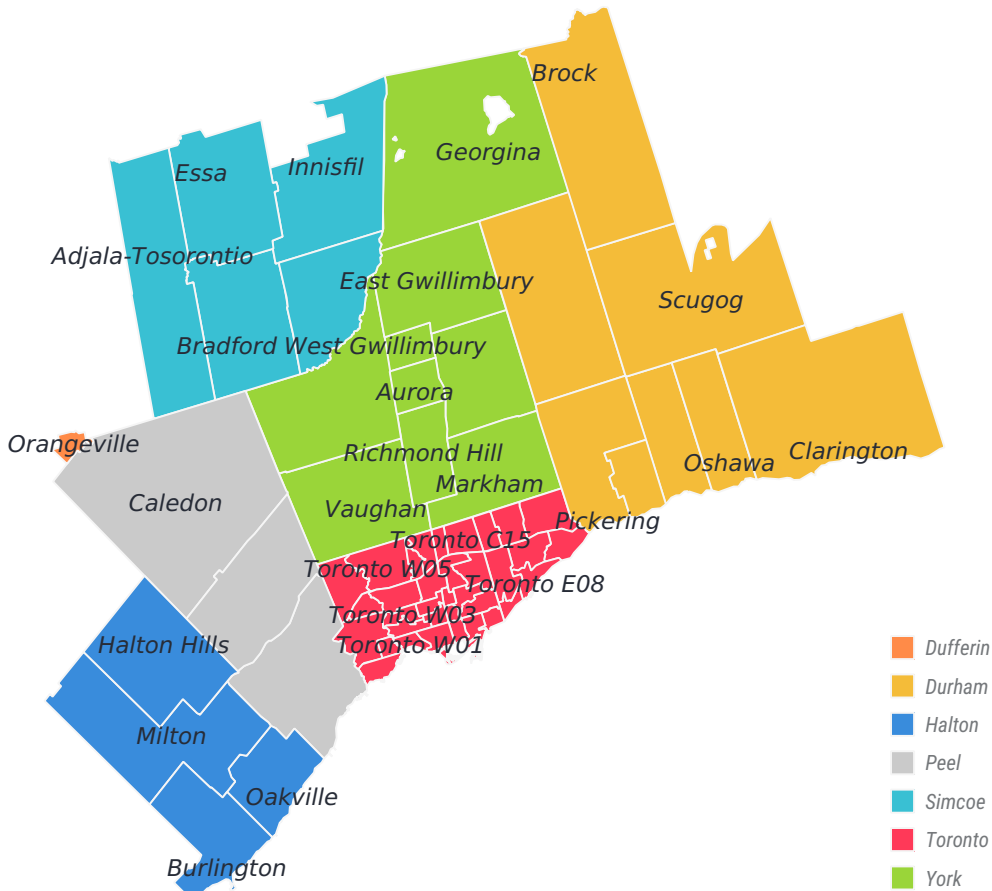 Brock
Georgina
Innisfil
Essa
Adjala-Tosorontio
East Gwillimbury
Scugog
Bradford West Gwillimbury
Aurora
Orangeville
Richmond Hill
Clarington
Oshawa
Markham
Caledon
Vaughan
Pickering
Toronto C15
Toronto W05
Toronto E08
Toronto W03
Toronto W01
Halton Hills
Milton
Oakville
Burlington
Dufferin
Durham
Halton
Peel
Simcoe
Toronto
York